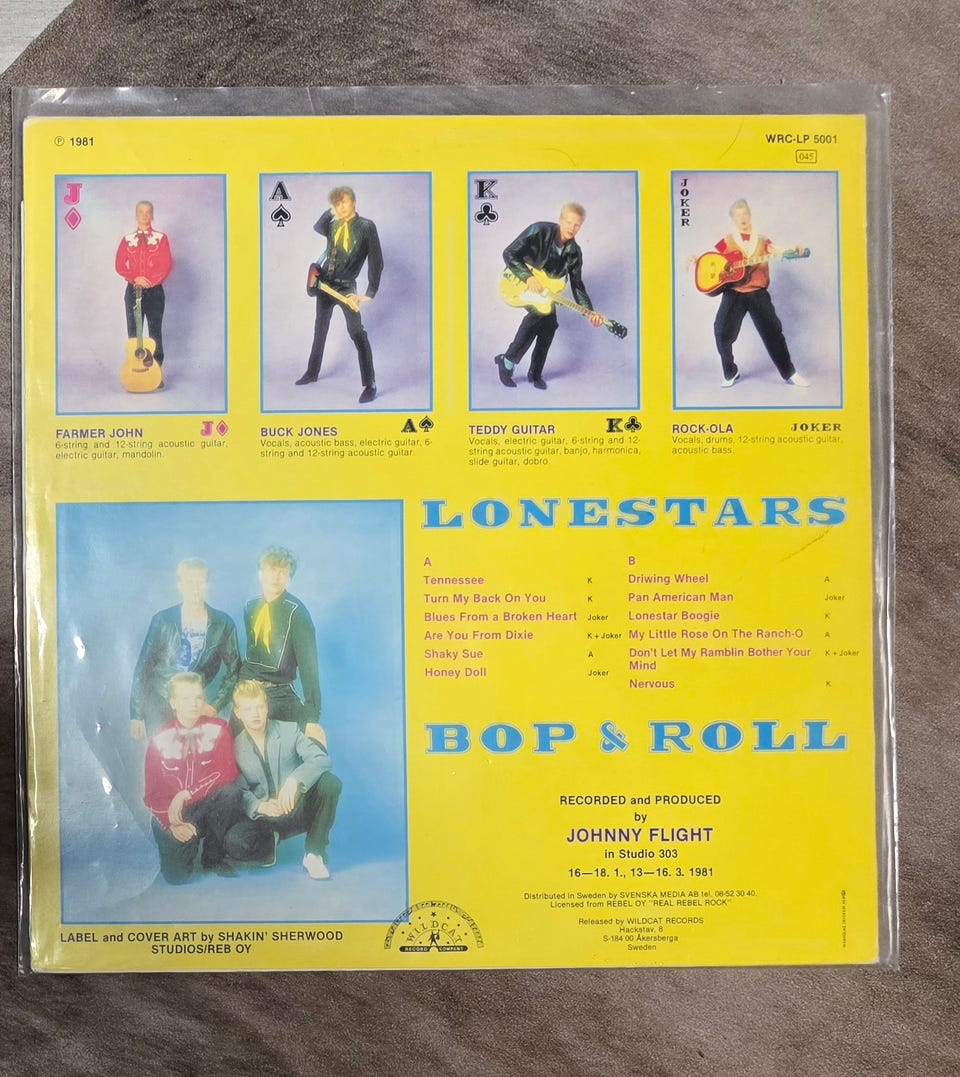 ℗ 1981
WRC-LP 5001
045
J
A
K
JOKER
FARMER JOHN J
6-string and 12-string acoustic guitar,
electric guitar, mandolin.
BUCK JONES A
Vocals, acoustic bass, electric guitar, 6-
string and 12-string acoustic guitar.
TEDDY GUITAR K
Vocals, electric guitar, 6-string and 12-
string acoustic guitar, banjo, harmonica,
slide guitar, dobro.
ROCK-OLA JOKER
Vocals, drums, 12-string acoustic guitar,
acoustic bass.
LONESTARS
A
Tennessee K
Turn My Back On You K
Blues From a Broken Heart Joker
Are You From Dixie K+Joker
Shaky Sue A
Honey Doll Joker
B
Driwing Wheel A
Pan American Man Joker
Lonestar Boogie K
My Little Rose On The Ranch-O A
Don't Let My Ramblin Bother Your K+Joker
Mind
Nervous K
BOP & ROLL
RECORDED and PRODUCED
by
JOHNNY FLIGHT
in Studio 303
16—18. 1., 13—16. 3. 1981
Distributed in Sweden by SVENSKA MEDIA AB tel. 08-52 30 40.
Licensed from REBEL OY "REAL REBEL ROCK"
Released by WILDCAT RECORDS
Hackstav. 8
S-184 00 Åkersberga
Sweden
WILDCAT
RECORD COMPANY
LABEL and COVER ART by SHAKIN' SHERWOOD
STUDIOS/REB OY